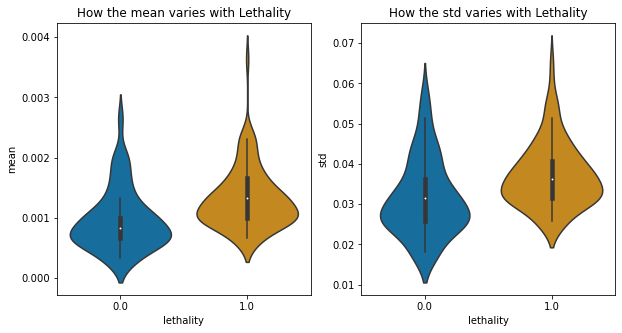 How the mean varies with Lethality
0.004
0.003
0.002
0.001
0.000
mean
0.0
1.0
lethality
How the std varies with Lethality
0.07
0.06
0.05
0.04
0.03
0.02
0.01
std
0.0
1.0
lethality